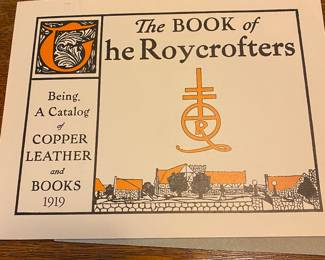 The BOOK of
The Roycrofters
Being,
A Catalog
of
COPPER
LEATHER
and
BOOKS
1919
R